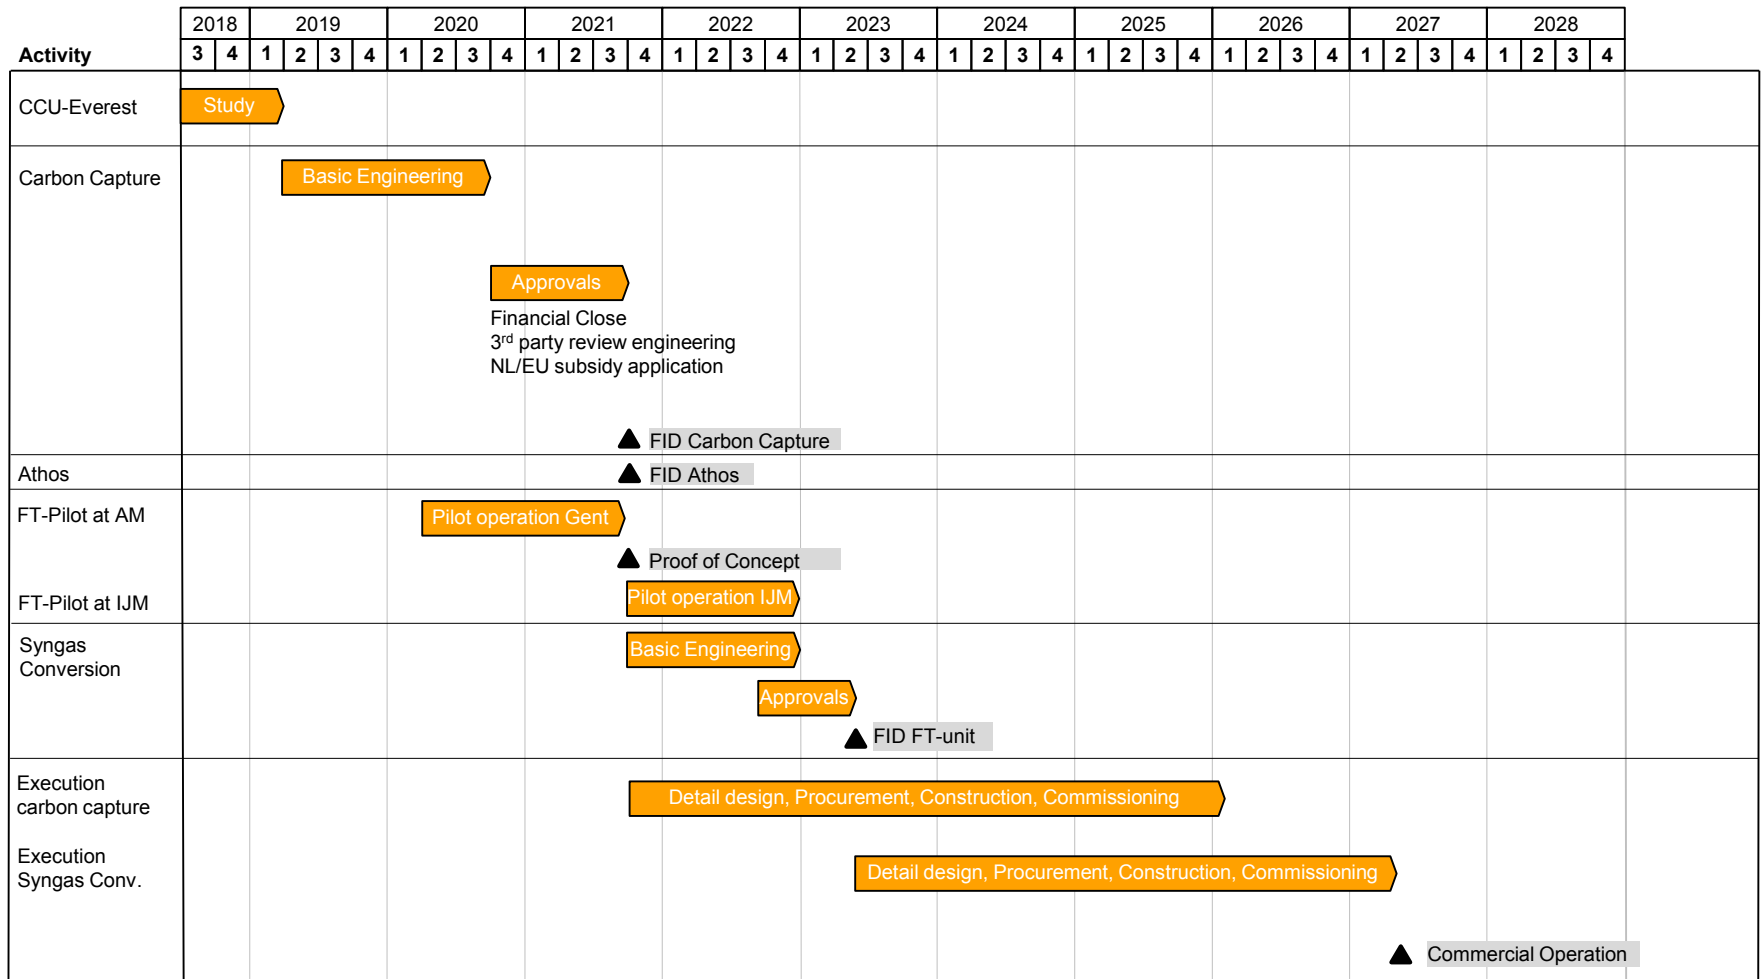 2018 2019 2020 2021 2022 2023 2024 2025 2026 2027 2028
Activity 3 4 1 2 3 4 1 2 3 4 1 2 3 4 1 2 3 4 1 2 3 4 1 2 3 4 1 2 3 4 1 2 3 4 1 2 3 4 1 2 3 4
CCU-Everest Study
Carbon Capture Basic Engineering
Approvals
Financial Close
3rd party review engineering
NL/EU subsidy application
FID Carbon Capture
Athos FID Athos
FT-Pilot at AM Pilot operation Gent
Proof of Concept
FT-Pilot at IJM Pilot operation IJM
Syngas Basic Engineering
Conversion
Approvals
FID FT-unit
Execution
carbon capture Detail design, Procurement, Construction, Commissioning
Execution
Syngas Conv. Detail design, Procurement, Construction, Commissioning
Commercial Operation